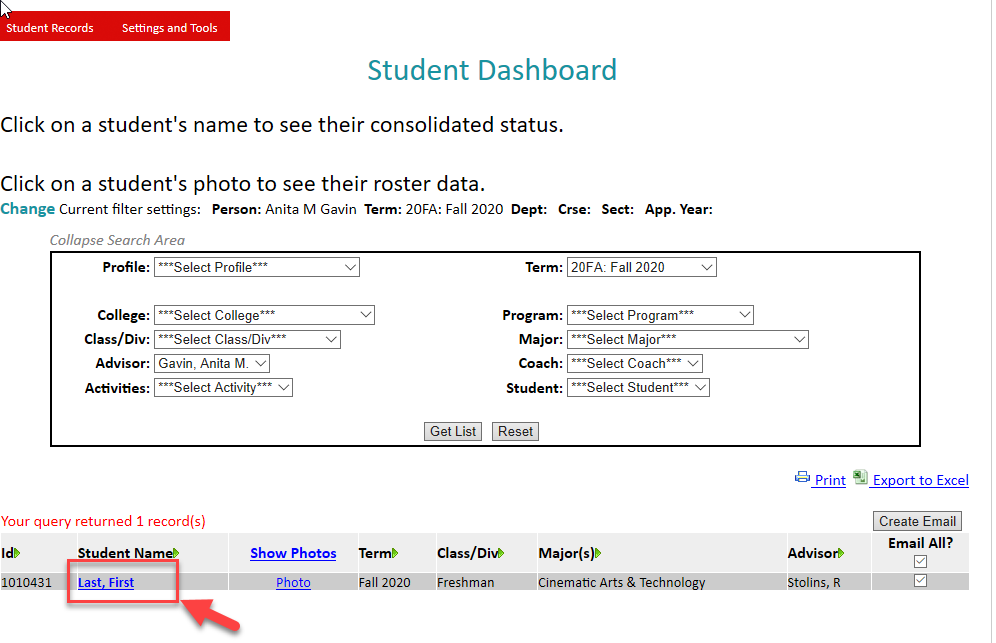 Student Records Settings and Tools
Student Dashboard
Click on a student's name to see their consolidated status.
Click on a student's photo to see their roster data.
Change Current filter settings: Person: Anita M Gavin Term: 20FA: Fall 2020 Dept: Crse: Sect: App. Year:
Collapse Search Area
Profile: ***Select Profile*** Term: 20FA: Fall 2020
College: ***Select College*** Program: ***Select Program***
Class/Div: ***Select Class/Div*** Major: ***Select Major***
Advisor: Gavin, Anita M. Coach: ***Select Coach***
Activities: ***Select Activity*** Student: ***Select Student***
Get List Reset
Print Export to Excel
Your query returned 1 record(s) Create Email
Id Student Name Show Photos Term Class/Div Major(s) Advisor Email All?
1010431 Last, First Photo Fall 2020 Freshman Cinematic Arts & Technology Stolins, R